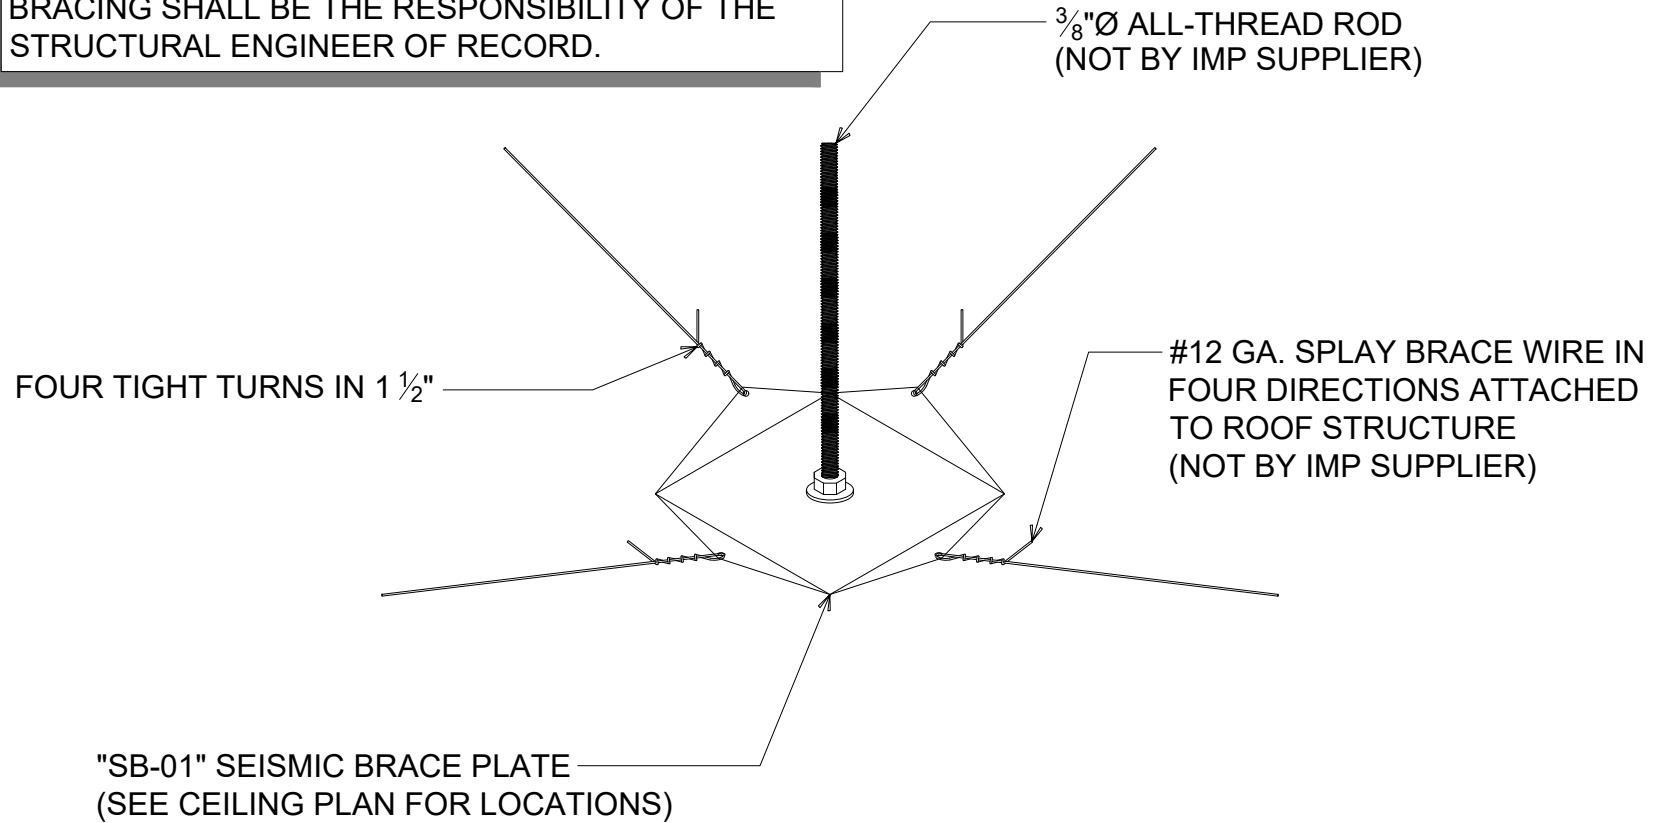 BRACING SHALL BE THE RESPONSIBILITY OF THE
STRUCTURAL ENGINEER OF RECORD.
3/8"Ø ALL-THREAD ROD
(NOT BY IMP SUPPLIER)
FOUR TIGHT TURNS IN 1 1/2"
#12 GA. SPLAY BRACE WIRE IN
FOUR DIRECTIONS ATTACHED
TO ROOF STRUCTURE
(NOT BY IMP SUPPLIER)
"SB-01" SEISMIC BRACE PLATE
(SEE CEILING PLAN FOR LOCATIONS)